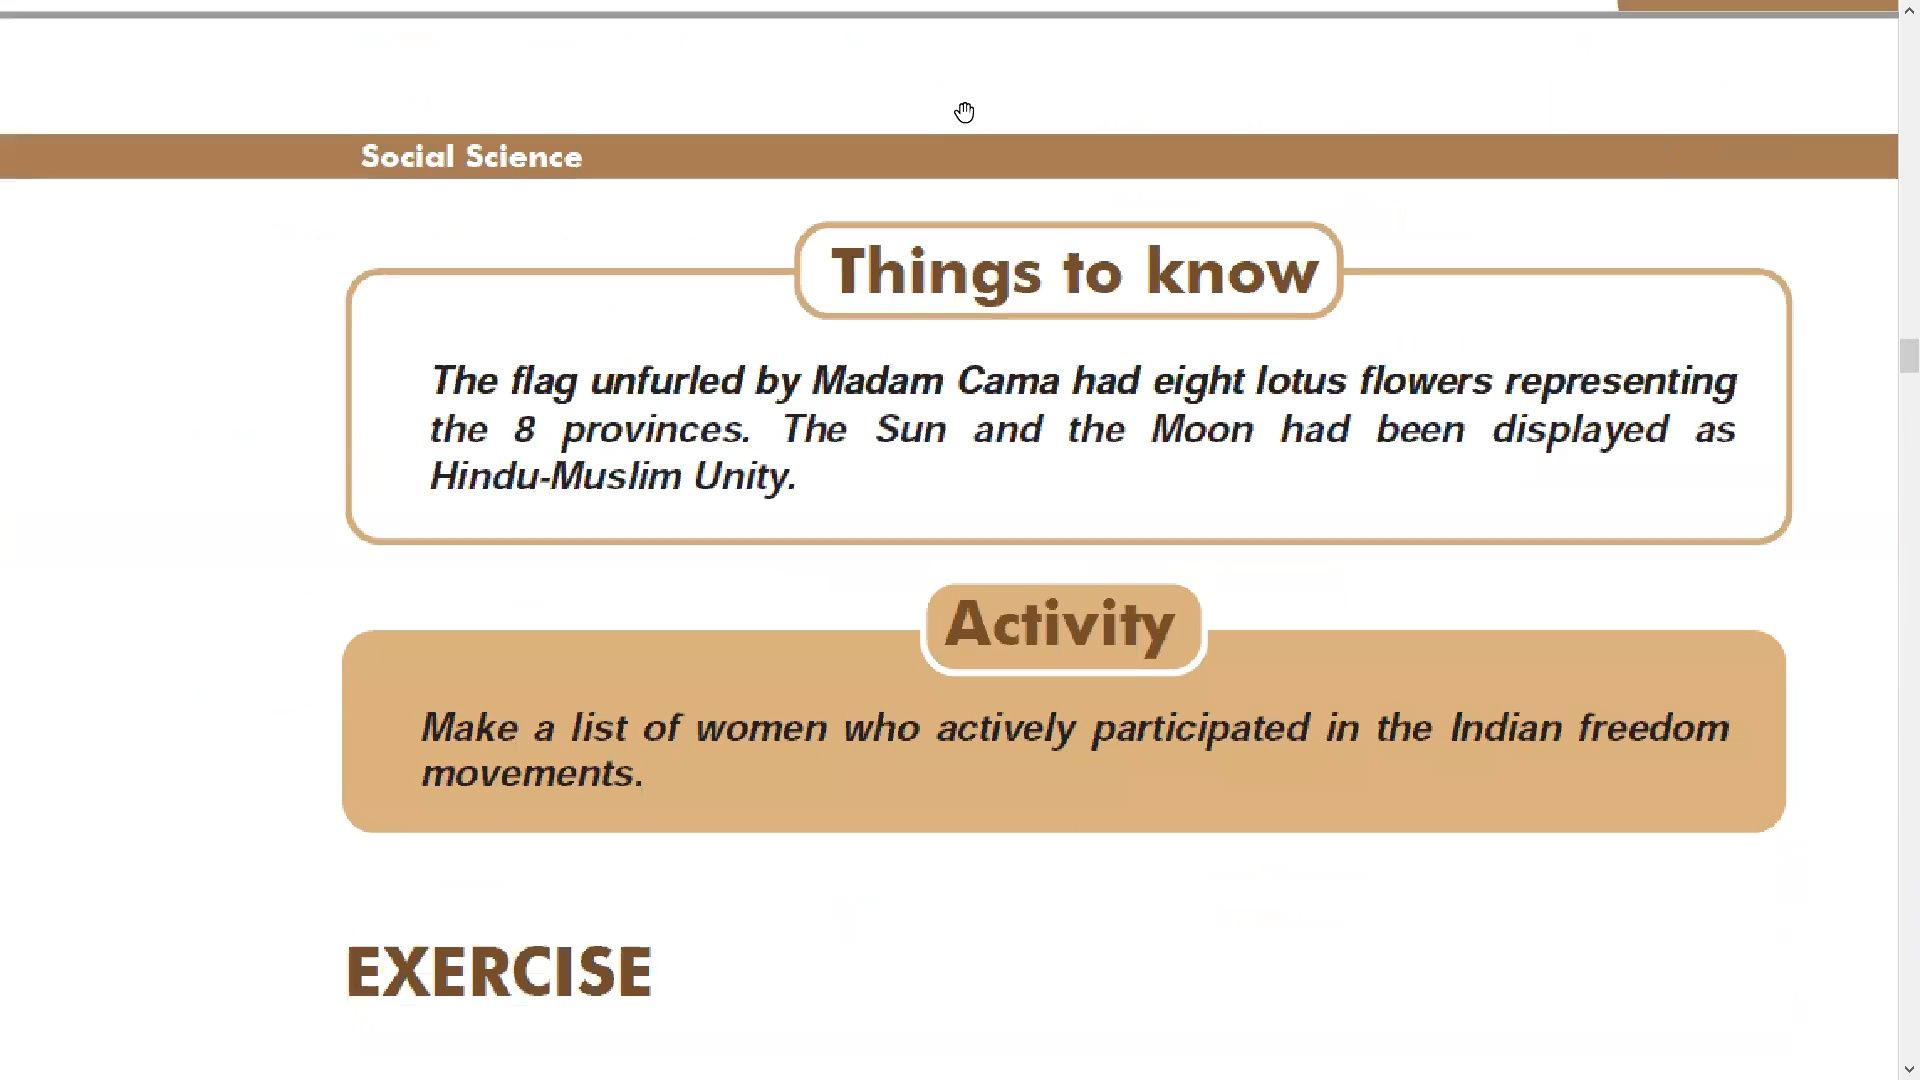 Social Science
Things to know
The flag unfurled by Madam Cama had eight lotus flowers representing
the 8 provinces. The Sun and the Moon had been displayed as
Hindu-Muslim Unity.
Activity
Make a list of women who actively participated in the Indian freedom
movements.
EXERCISE